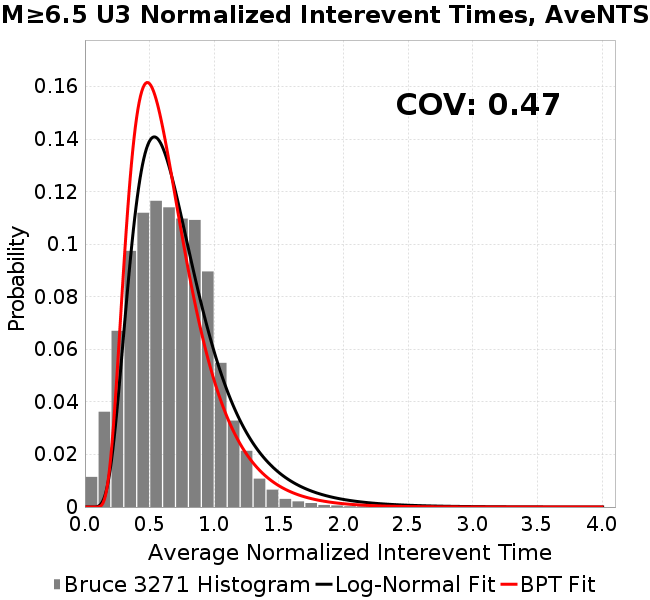 M≥6.5 U3 Normalized Interevent Times, AveNTS
COV: 0.47
Probability
0.16
0.14
0.12
0.1
0.08
0.06
0.04
0.02
0
0.0 0.5 1.0 1.5 2.0 2.5 3.0 3.5 4.0
Average Normalized Interevent Time
Bruce 3271 Histogram Log-Normal Fit BPT Fit